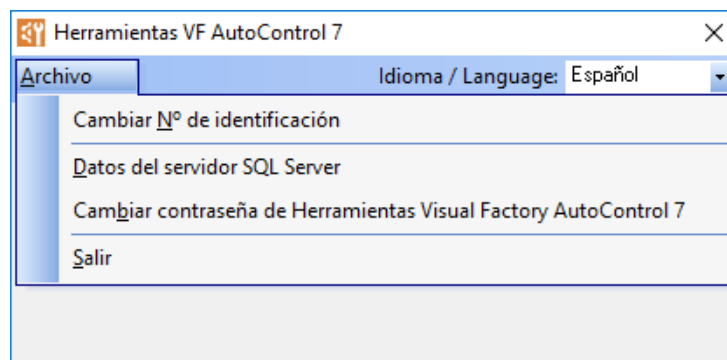 Herramientas VF AutoControl 7
Archivo Idioma / Language: Español
Cambiar Nº de identificación
Datos del servidor SQL Server
Cambiar contraseña de Herramientas Visual Factory AutoControl 7
Salir